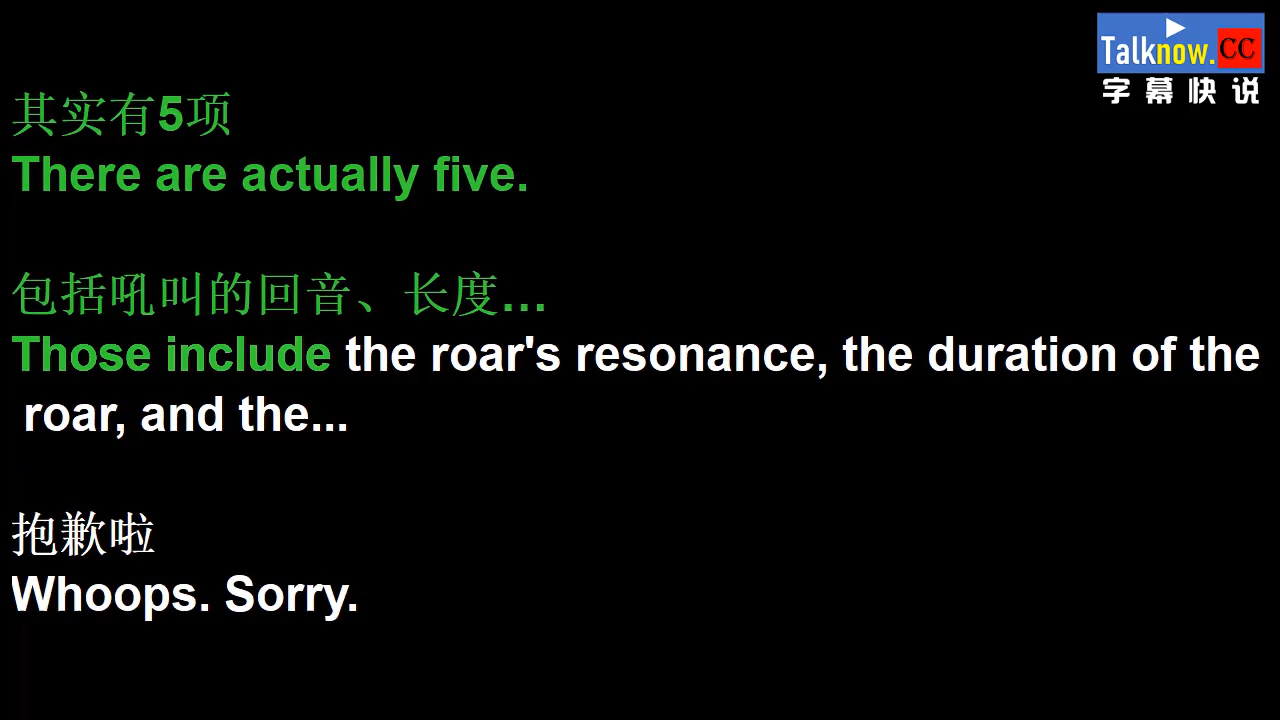 Talknow.CC
字幕快说
其实有5项
There are actually five.
包括吼叫的回音、长度...
Those include the roar's resonance, the duration of the
roar, and the...
抱歉啦
Whoops. Sorry.